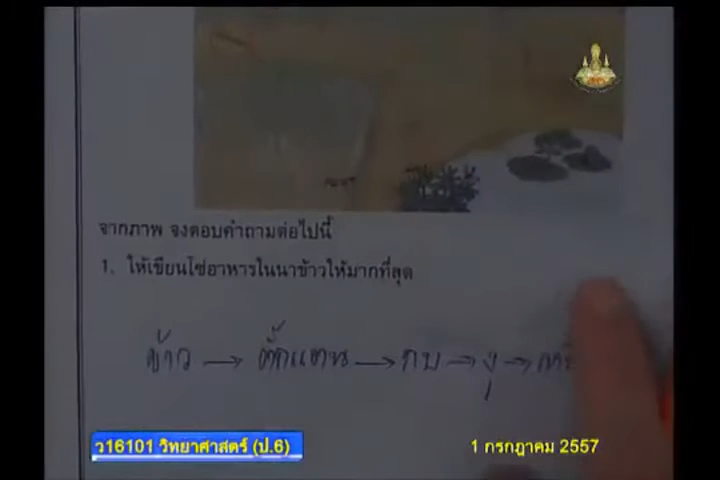 จากภาพ จงตอบคำถามต่อไปนี้
1. ให้เขียนโซ่อาหารในนาข้าวให้มากที่สุด
ข้าว → ตั๊กแตน → กบ → งู →
ว16101 วิทยาศาสตร์ (ป.6)
1 กรกฎาคม 2557